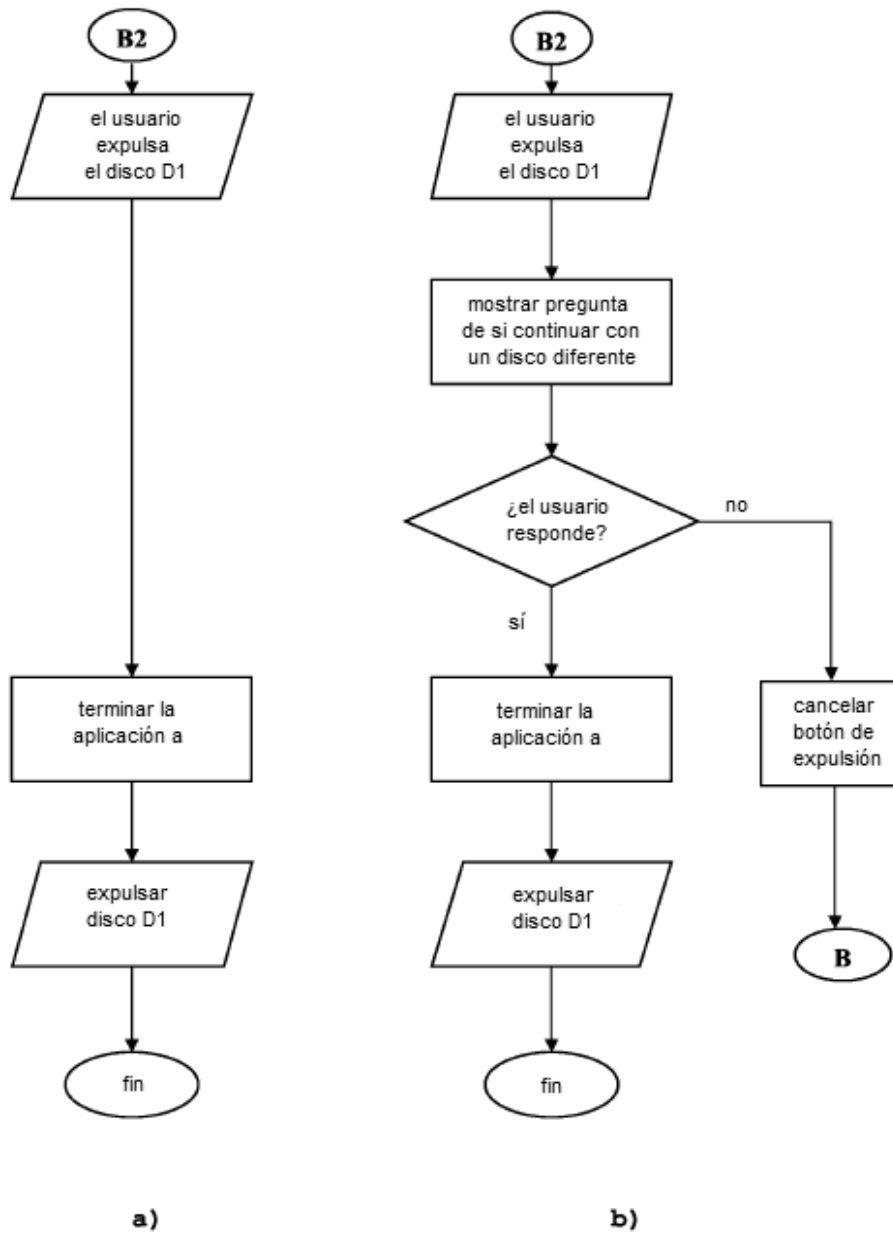 B2
el usuario
expulsa
el disco D1
terminar la
aplicación a
expulsar
disco D1
fin
a)
B2
el usuario
expulsa
el disco D1
mostrar pregunta
de si continuar con
un disco diferente
¿el usuario
responde?
no
sí
terminar la
aplicación a
expulsar
disco D1
fin
cancelar
botón de
expulsión
B
b)